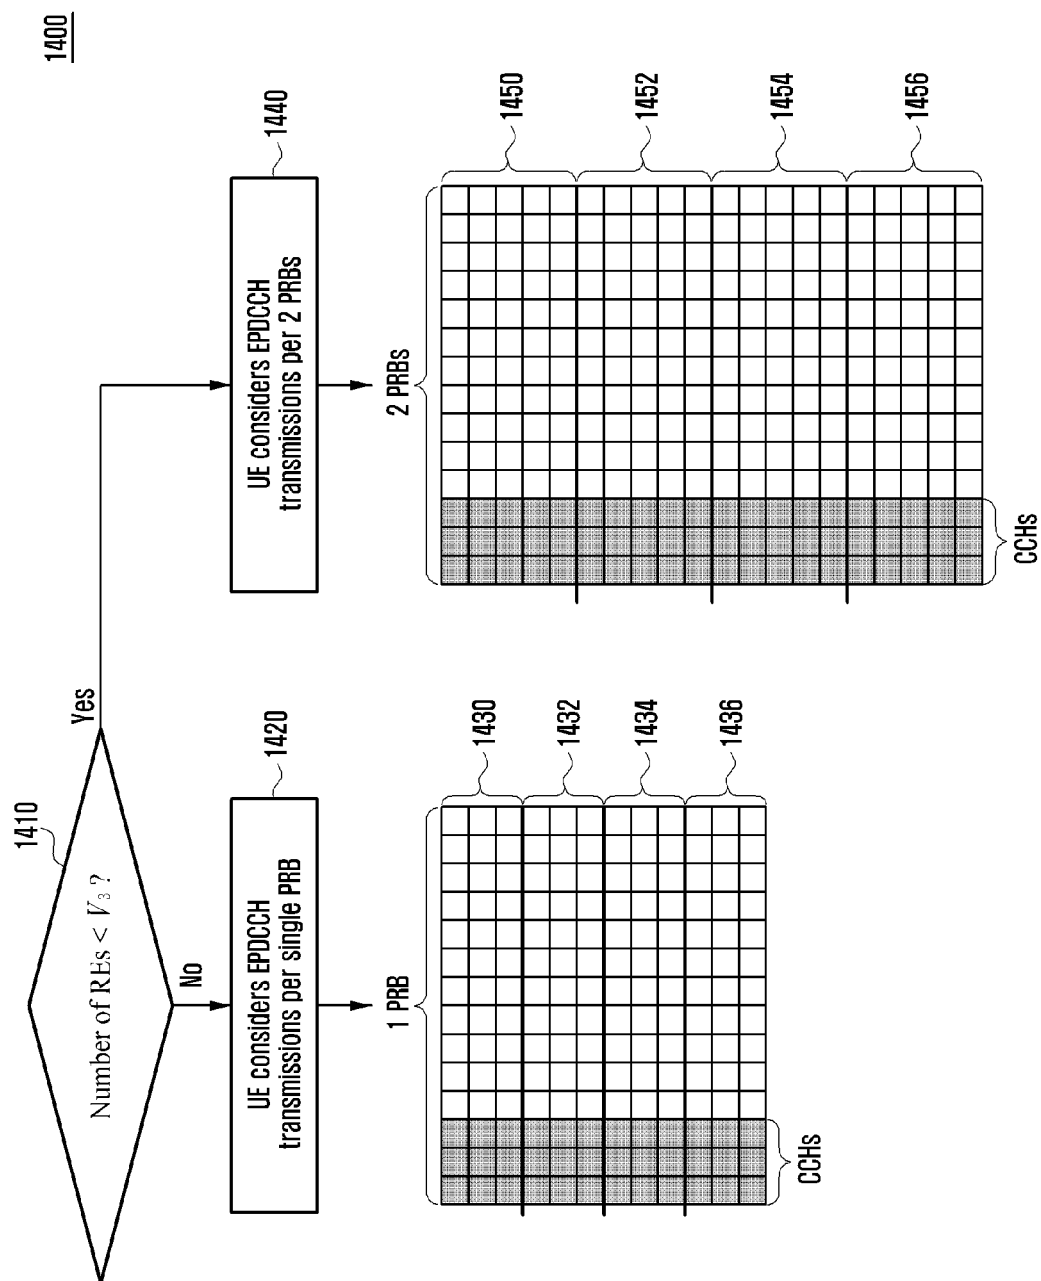 1400
1410
Number of REs < V₃ ?
Yes
No
1420
UE considers EPDCCH
transmissions per single PRB
1440
UE considers EPDCCH
transmissions per 2 PRBs
1 PRB
1430
1432
1434
1436
CCHs
2 PRBs
1450
1452
1454
1456
CCHs